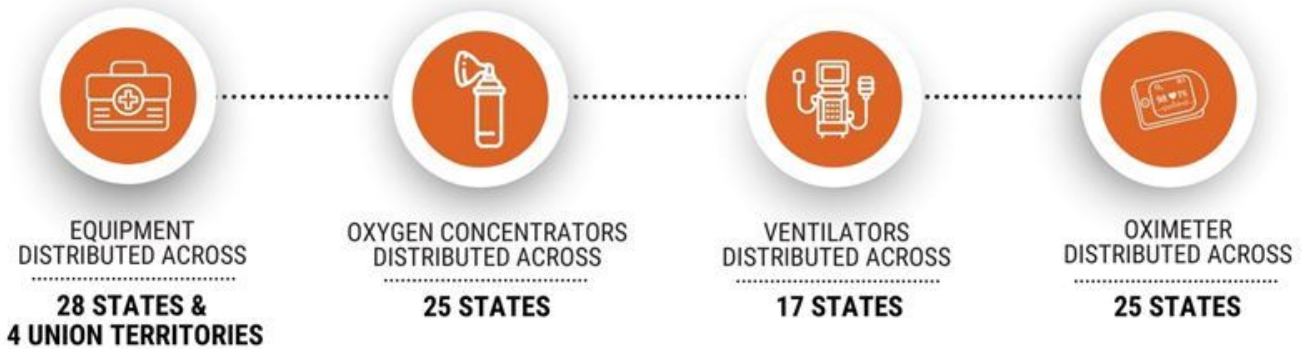 EQUIPMENT
DISTRIBUTED ACROSS
28 STATES &
4 UNION TERRITORIES
OXYGEN CONCENTRATORS
DISTRIBUTED ACROSS
25 STATES
VENTILATORS
DISTRIBUTED ACROSS
17 STATES
OXIMETER
DISTRIBUTED ACROSS
25 STATES